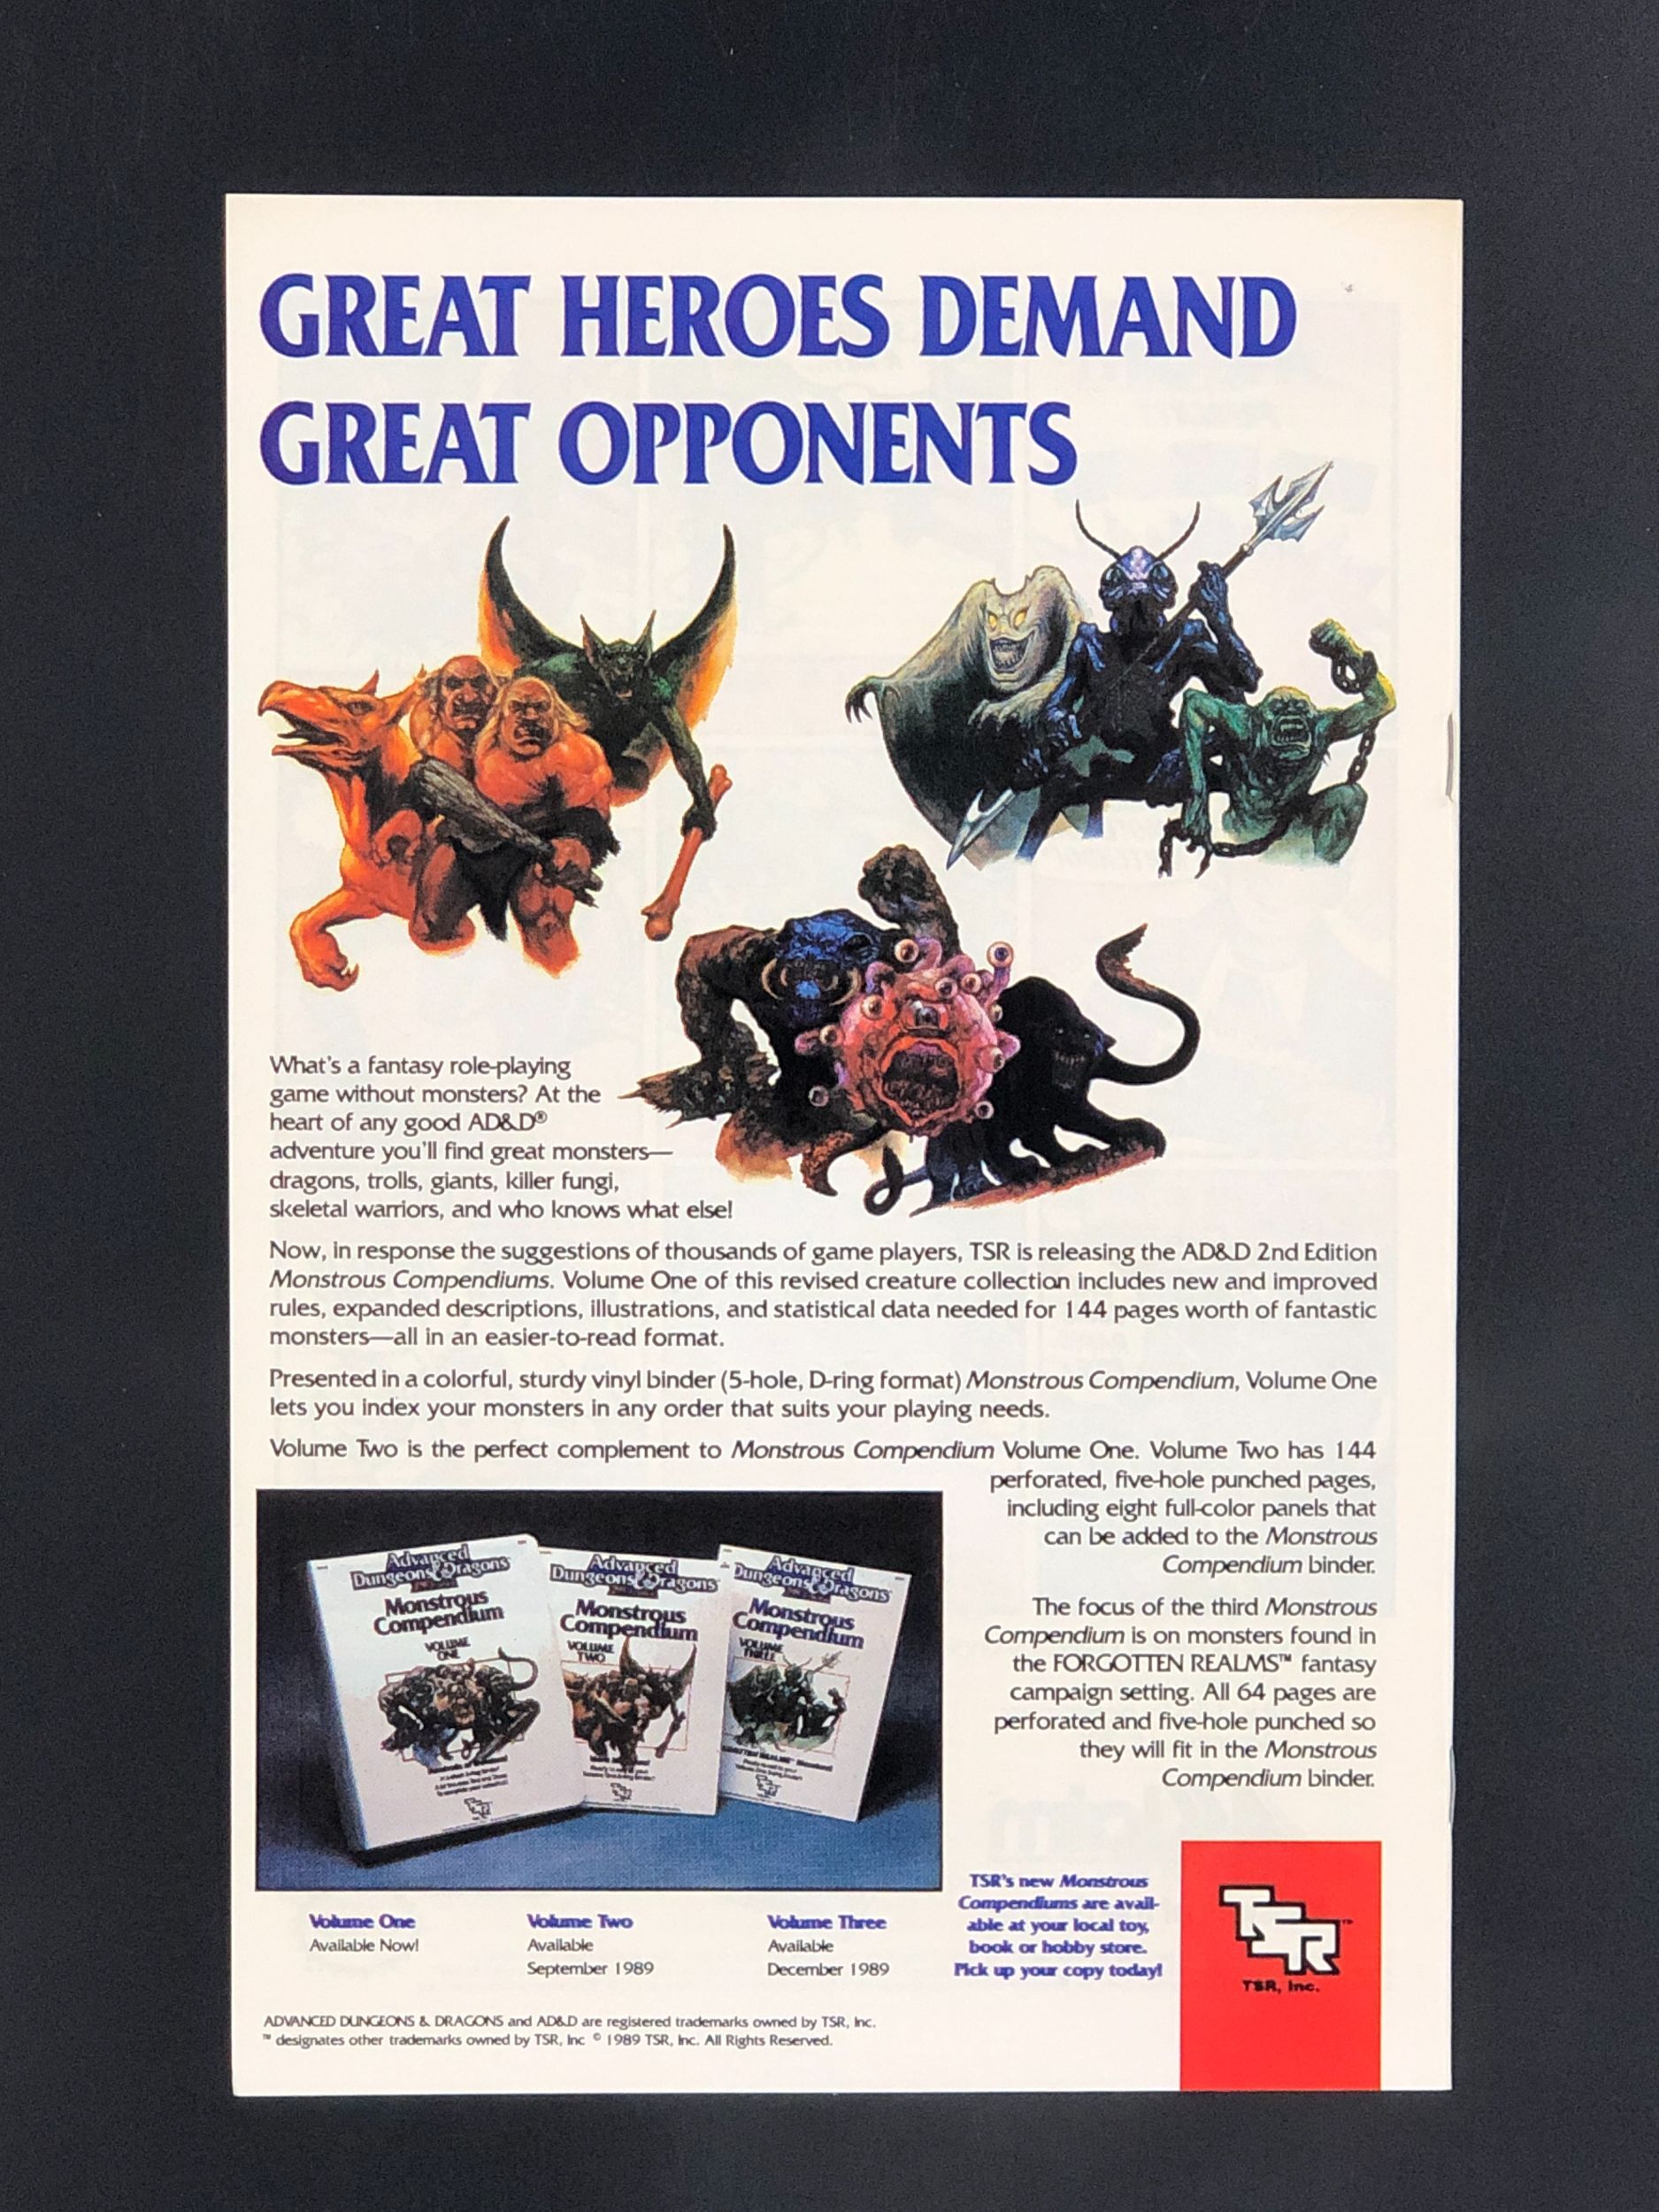 GREAT HEROES DEMAND
GREAT OPPONENTS
What's a fantasy role-playing
game without monsters? At the
heart of any good AD&D®
adventure you'll find great monsters—
dragons, trolls, giants, killer fungi,
skeletal warriors, and who knows what else!
Now, in response the suggestions of thousands of game players, TSR is releasing the AD&D 2nd Edition
Monstrous Compendiums. Volume One of this revised creature collection includes new and improved
rules, expanded descriptions, illustrations, and statistical data needed for 144 pages worth of fantastic
monsters—all in an easier-to-read format.
Presented in a colorful, sturdy vinyl binder (5-hole, D-ring format) Monstrous Compendium, Volume One
lets you index your monsters in any order that suits your playing needs.
Volume Two is the perfect complement to Monstrous Compendium Volume One. Volume Two has 144
perforated, five-hole punched pages,
including eight full-color panels that
can be added to the Monstrous
Compendium binder.
The focus of the third Monstrous
Compendium is on monsters found in
the FORGOTTEN REALMS™ fantasy
campaign setting. All 64 pages are
perforated and five-hole punched so
they will fit in the Monstrous
Compendium binder.
Advanced
Dungeons & Dragons
Monstrous
Compendium
VOLUME
ONE
Advanced
Dungeons & Dragons
Monstrous
Compendium
VOLUME
TWO
Advanced
Dungeons & Dragons
Monstrous
Compendium
VOLUME
THREE
Volume One
Available Now!
Volume Two
Available
September 1989
Volume Three
Available
December 1989
TSR's new Monstrous
Compendiums are avail-
able at your local toy,
book or hobby store.
Pick up your copy today!
TSR™
TSR, Inc.
ADVANCED DUNGEONS & DRAGONS and AD&D are registered trademarks owned by TSR, Inc.
™ designates other trademarks owned by TSR, Inc © 1989 TSR, Inc. All Rights Reserved.